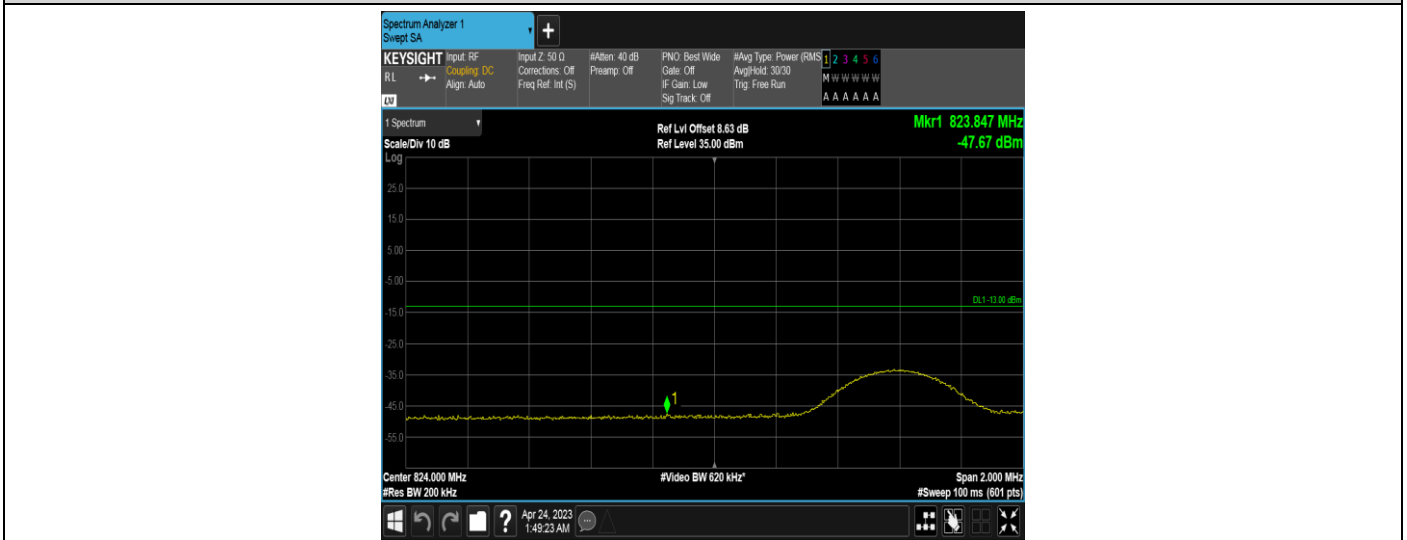 Spectrum Analyzer 1
Swept SA
+
KEYSIGHT
RL
LXI
Input: RF
Coupling: DC
Align: Auto
Input Z: 50 Ω
Corrections: Off
Freq Ref: Int (S)
#Atten: 40 dB
Preamp: Off
PNO: Best Wide
Gate: Off
IF Gain: Low
Sig Track: Off
#Avg Type: Power (RMS
Avg|Hold: 30/30
Trig: Free Run
1 2 3 4 5 6
M W W W W W
A A A A A A
1 Spectrum
Scale/Div 10 dB
Log
Ref Lvl Offset 8.63 dB
Ref Level 35.00 dBm
Mkr1 823.847 MHz
-47.67 dBm
25.0
15.0
5.00
-5.00
DL1 -13.00 dBm
-15.0
-25.0
-35.0
1
-45.0
-55.0
Center 824.000 MHz
#Res BW 200 kHz
#Video BW 620 kHz*
Span 2.000 MHz
#Sweep 100 ms (601 pts)
?
Apr 24, 2023
1:49:23 AM